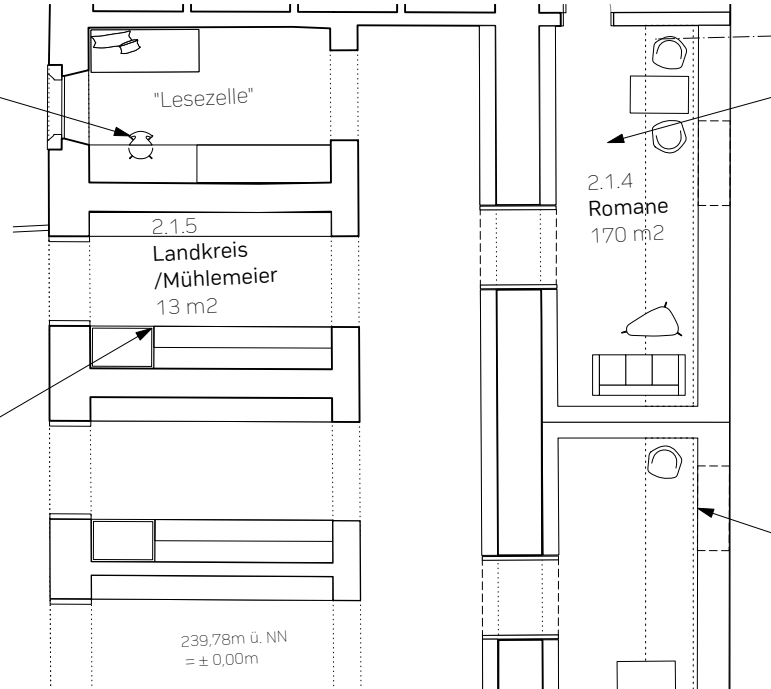 "Lesezelle"
2.1.4
Romane
170 m2
2.1.5
Landkreis
/Mühlemeier
13 m2
239,78m ü. NN
= ± 0,00m